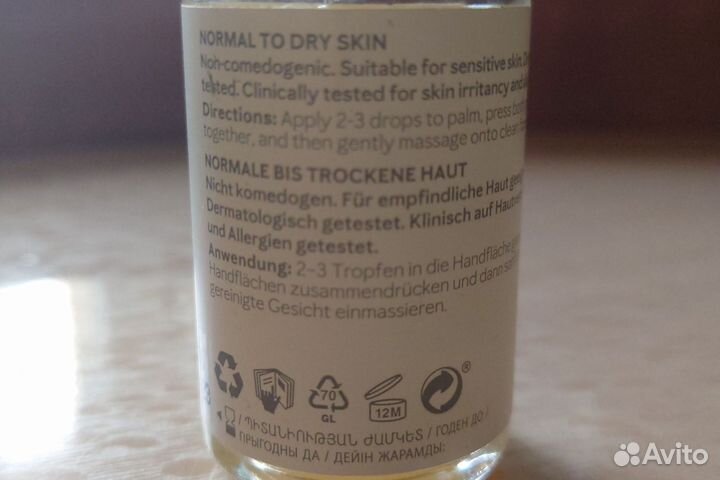 NORMAL TO DRY SKIN
Non-comedogenic. Suitable for sensitive skin.
tested. Clinically tested for skin irritancy and
Directions: Apply 2-3 drops to palm, press both
together, and then gently massage onto clean
NORMALE BIS TROCKENE HAUT
Nicht komedogen. Für empfindliche Haut
Dermatologisch getestet. Klinisch auf
und Allergien getestet.
Anwendung: 2-3 Tropfen in die Handfläche
Handflächen zusammendrücken und dann
gereinigte Gesicht einmassieren.
70
GL
12M
®
/ ՊԻՏԱՆԻՈՒԹՅԱՆ ԺԱՄԿԵՏ / ГОДЕН ДО /
ПРЫГОДНЫ ДА / ДЕЙІН ЖАРАМДЫ:
Avito